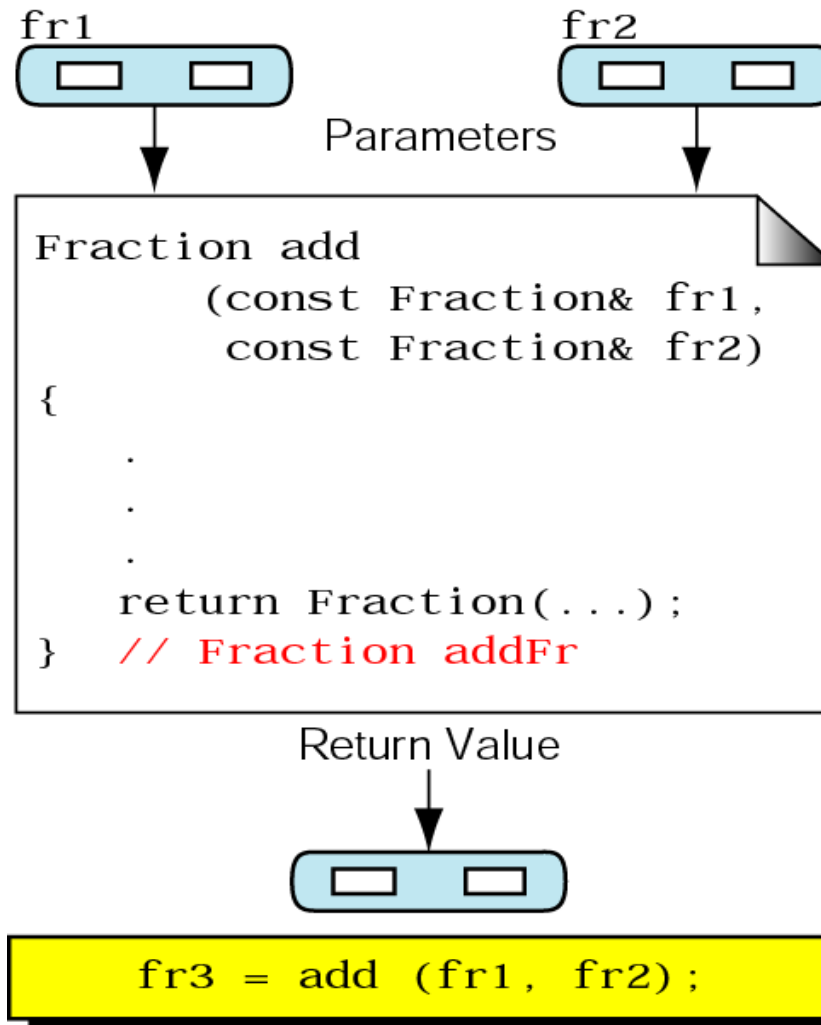 fr1 fr2
Parameters
Fraction add
(const Fraction& fr1,
const Fraction& fr2)
{
.
.
.
return Fraction(...);
} // Fraction addFr
Return Value
fr3 = add (fr1, fr2);